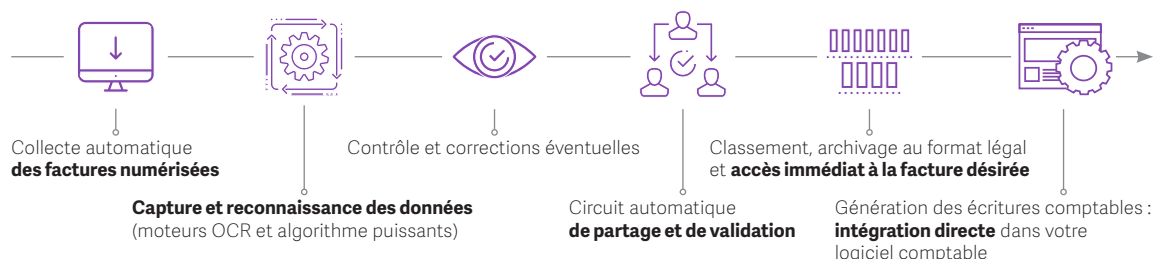 Collecte automatique
des factures numérisées
Capture et reconnaissance des données
(moteurs OCR et algorithme puissants)
Contrôle et corrections éventuelles
Circuit automatique
de partage et de validation
Classement, archivage au format légal
et accès immédiat à la facture désirée
Génération des écritures comptables :
intégration directe dans votre
logiciel comptable